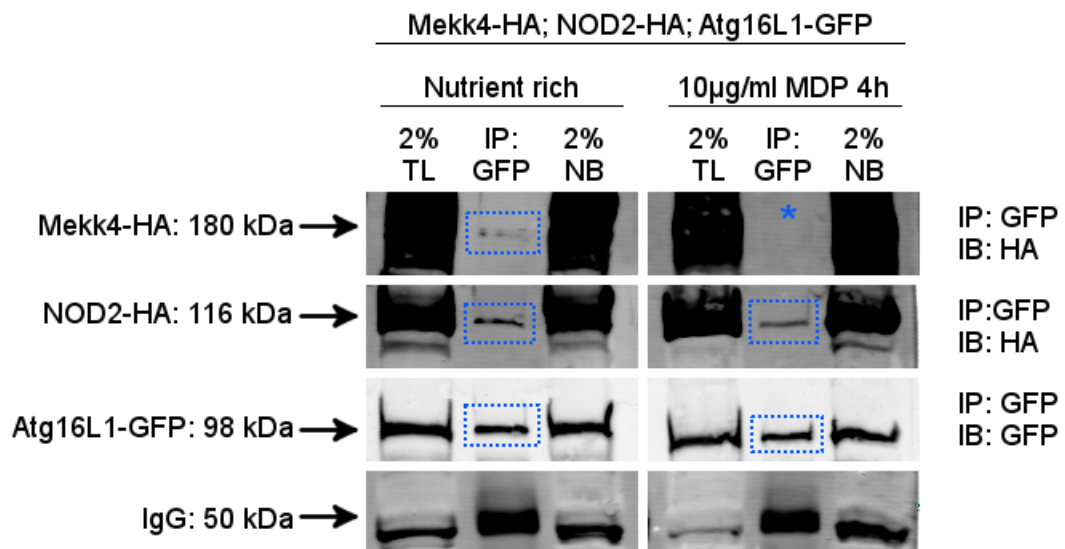 Mekk4-HA; NOD2-HA; Atg16L1-GFP
Nutrient rich
10µg/ml MDP 4h
2% IP: 2% 2% IP: 2%
TL GFP NB TL GFP NB
Mekk4-HA: 180 kDa
*
IP: GFP
IB: HA
NOD2-HA: 116 kDa
IP:GFP
IB: HA
Atg16L1-GFP: 98 kDa
IP: GFP
IB: GFP
IgG: 50 kDa